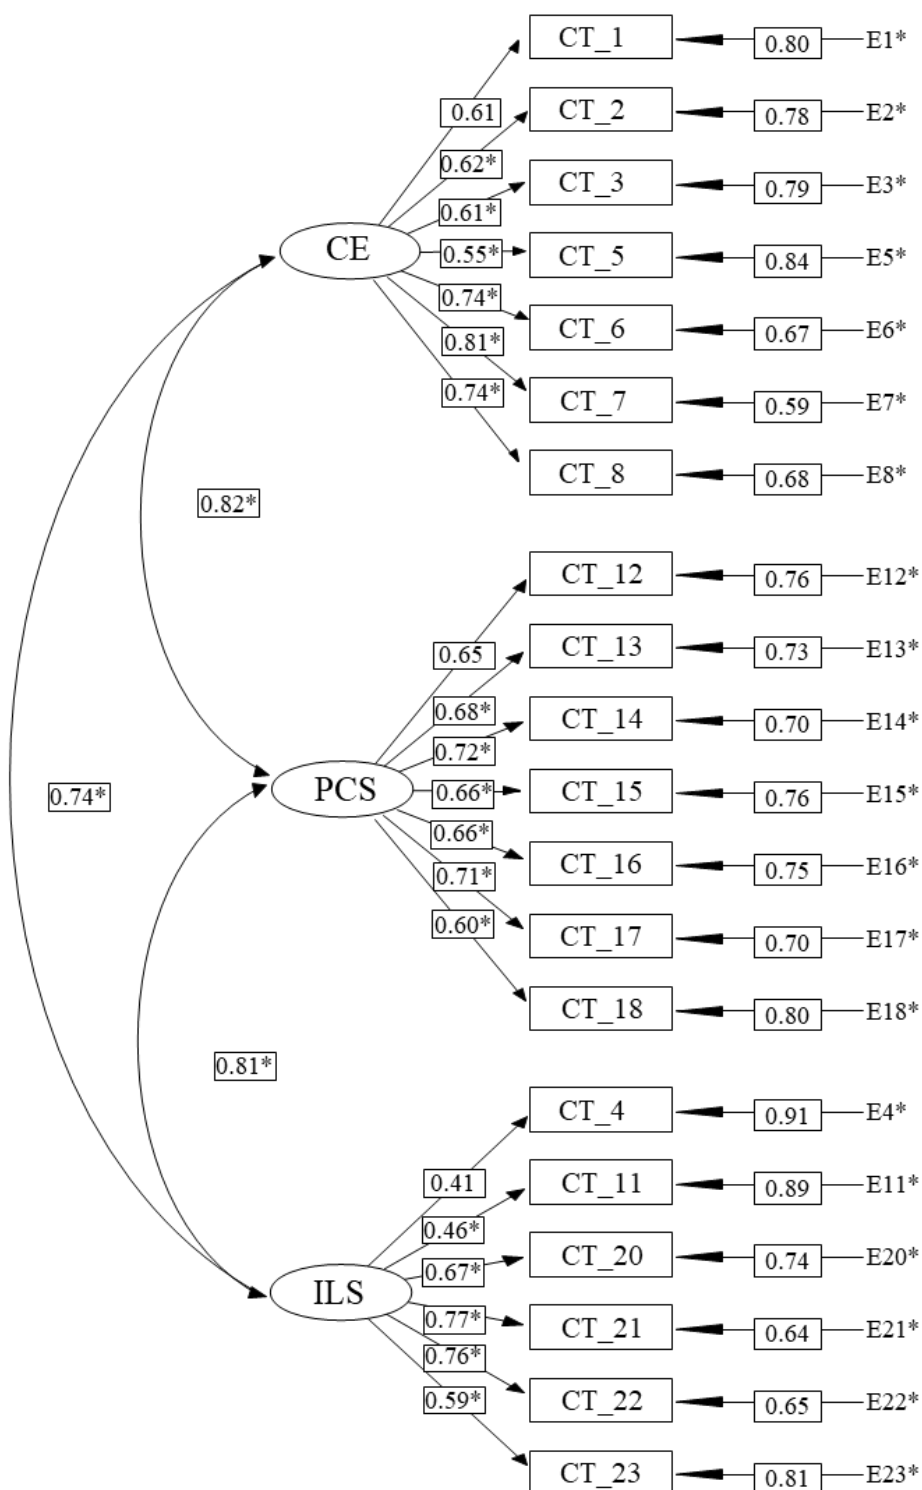 CT_1 0.80 E1*
0.61
CT_2 0.78 E2*
0.62*
CT_3 0.79 E3*
0.61*
CE 0.55* CT_5 0.84 E5*
0.74*
CT_6 0.67 E6*
0.81*
CT_7 0.59 E7*
0.74*
CT_8 0.68 E8*
0.82*
CT_12 0.76 E12*
0.65
CT_13 0.73 E13*
0.68*
CT_14 0.70 E14*
0.72*
PCS 0.66* CT_15 0.76 E15*
0.74*
0.66*
CT_16 0.75 E16*
0.71*
0.60*
CT_17 0.70 E17*
CT_18 0.80 E18*
0.81*
CT_4 0.91 E4*
0.41
CT_11 0.89 E11*
0.46*
CT_20 0.74 E20*
0.67*
ILS
0.77* CT_21 0.64 E21*
0.76*
CT_22 0.65 E22*
0.59*
CT_23 0.81 E23*